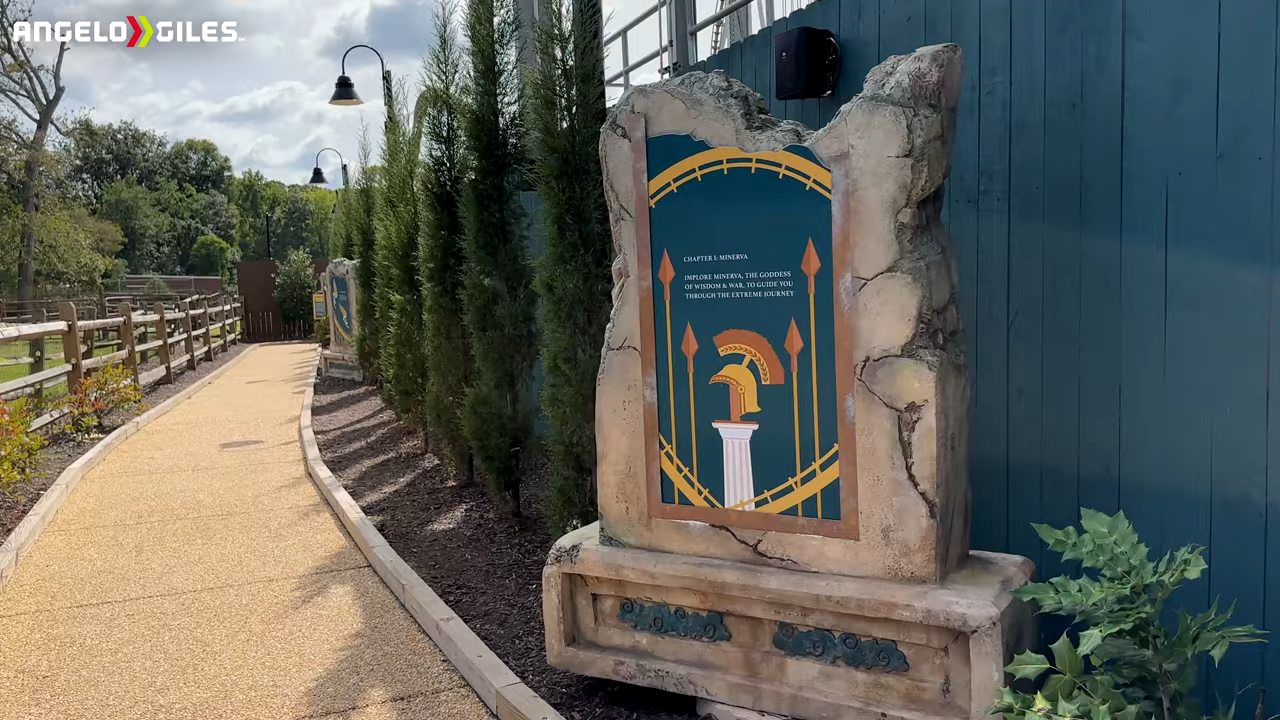 ANGELO GILES
CHAPTER I: MINERVA
IMPLORE MINERVA, THE GODDESS
OF WISDOM & WAR, TO GUIDE YOU
THROUGH THE EXTREME JOURNEY